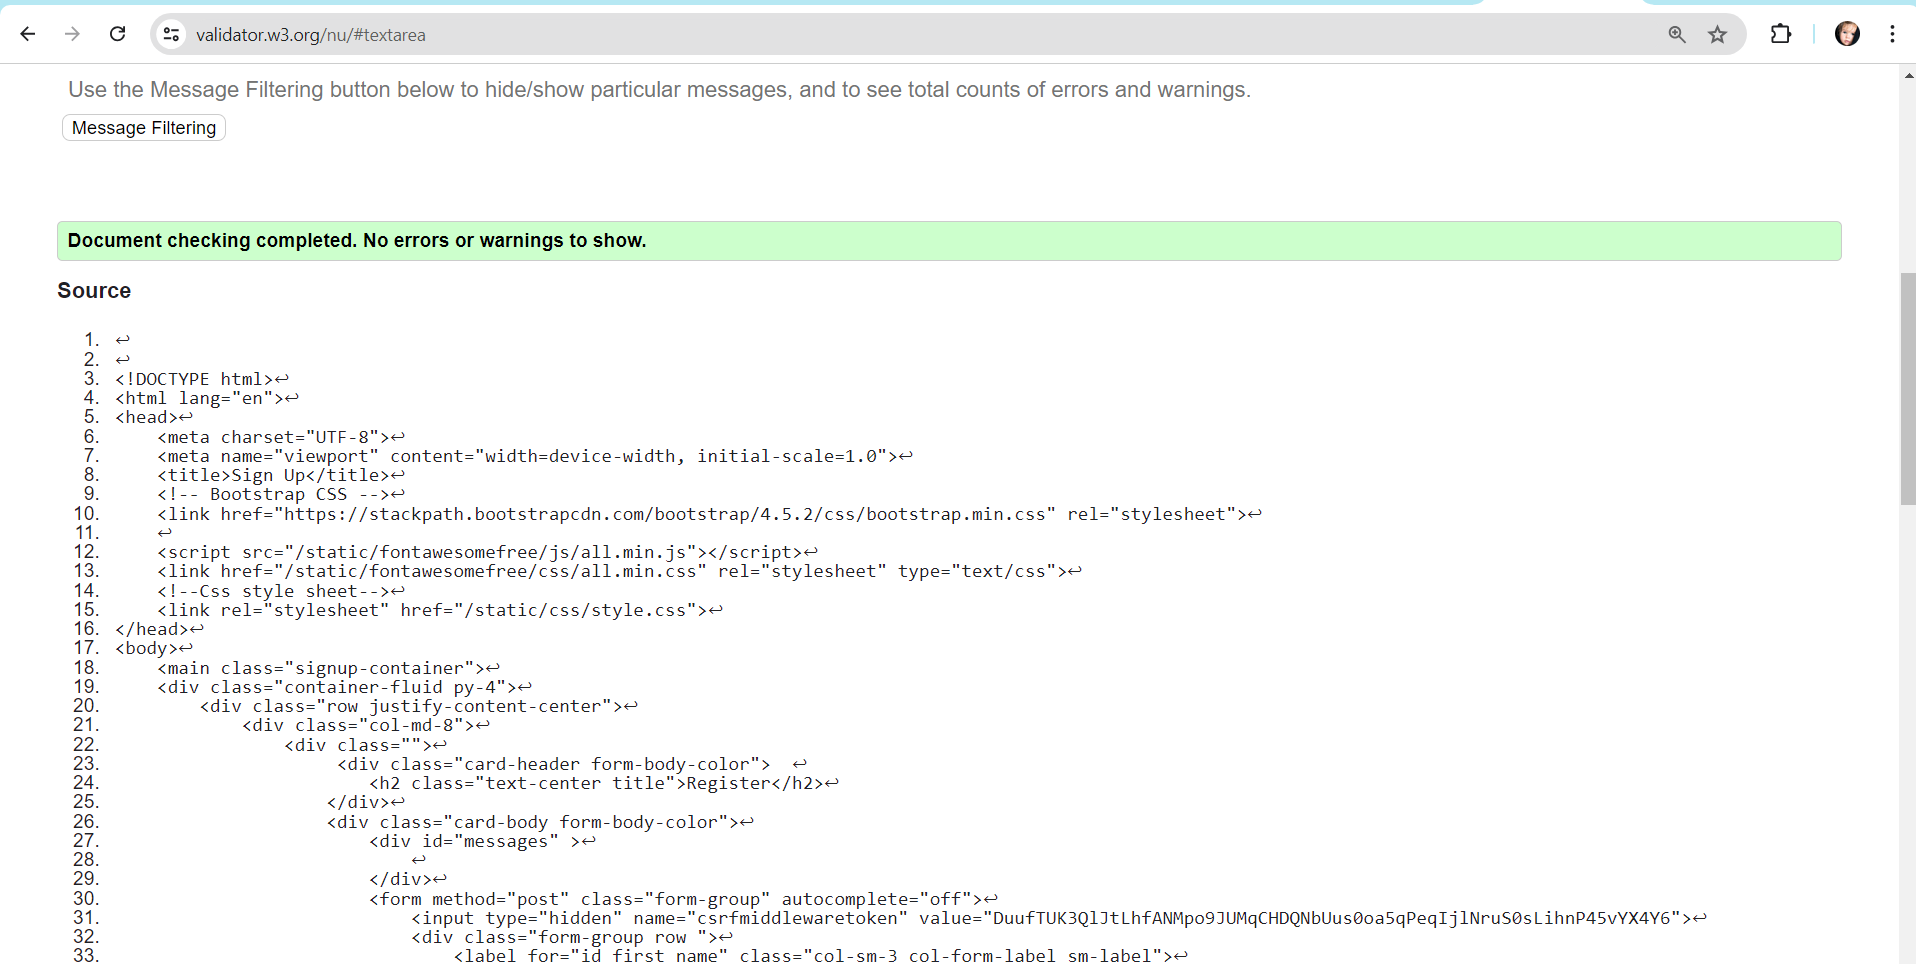 validator.w3.org/nu/#textarea
Use the Message Filtering button below to hide/show particular messages, and to see total counts of errors and warnings.
Message Filtering
Document checking completed. No errors or warnings to show.
Source
1. ↩
2. ↩
3. <!DOCTYPE html>↩
4. <html lang="en">↩
5. <head>↩
6.     <meta charset="UTF-8">↩
7.     <meta name="viewport" content="width=device-width, initial-scale=1.0">↩
8.     <title>Sign Up</title>↩
9.     <!-- Bootstrap CSS -->↩
10.     <link href="https://stackpath.bootstrapcdn.com/bootstrap/4.5.2/css/bootstrap.min.css" rel="stylesheet">↩
11.     ↩
12.     <script src="/static/fontawesomefree/js/all.min.js"></script>↩
13.     <link href="/static/fontawesomefree/css/all.min.css" rel="stylesheet" type="text/css">↩
14.     <!--Css style sheet-->↩
15.     <link rel="stylesheet" href="/static/css/style.css">↩
16. </head>↩
17. <body>↩
18.     <main class="signup-container">↩
19.     <div class="container-fluid py-4">↩
20.         <div class="row justify-content-center">↩
21.             <div class="col-md-8">↩
22.                 <div class="">↩
23.                      <div class="card-header form-body-color">  ↩
24.                         <h2 class="text-center title">Register</h2>↩
25.                     </div>↩
26.                     <div class="card-body form-body-color">↩
27.                         <div id="messages" >↩
28.                             ↩
29.                         </div>↩
30.                         <form method="post" class="form-group" autocomplete="off">↩
31.                             <input type="hidden" name="csrfmiddlewaretoken" value="DuufTUK3QlJtLhfANMpo9JUMqCHDQNbUus0oa5qPeqIjlNruS0sLihnP45vYX4Y6">↩
32.                             <div class="form-group row ">↩
33.                                 <label for="id_first_name" class="col-sm-3 col-form-label sm-label">↩